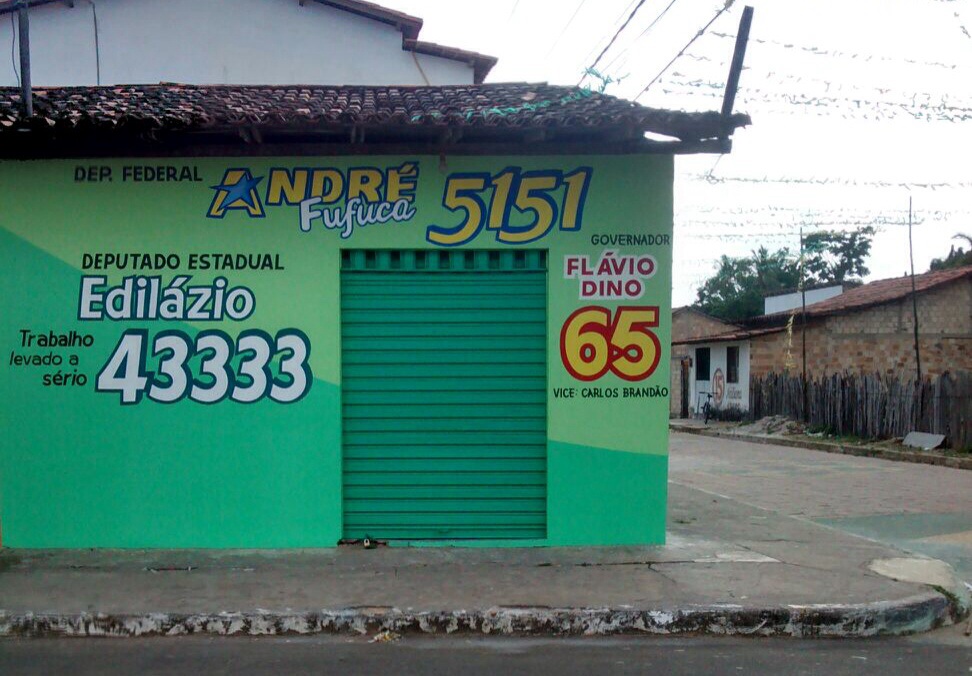 DEP. FEDERAL ANDRÉ 5151
Fufuca
DEPUTADO ESTADUAL
Edilázio
Trabalho
levado a
sério
43333
GOVERNADOR
FLÁVIO
DINO
65
VICE: CARLOS BRANDÃO
15